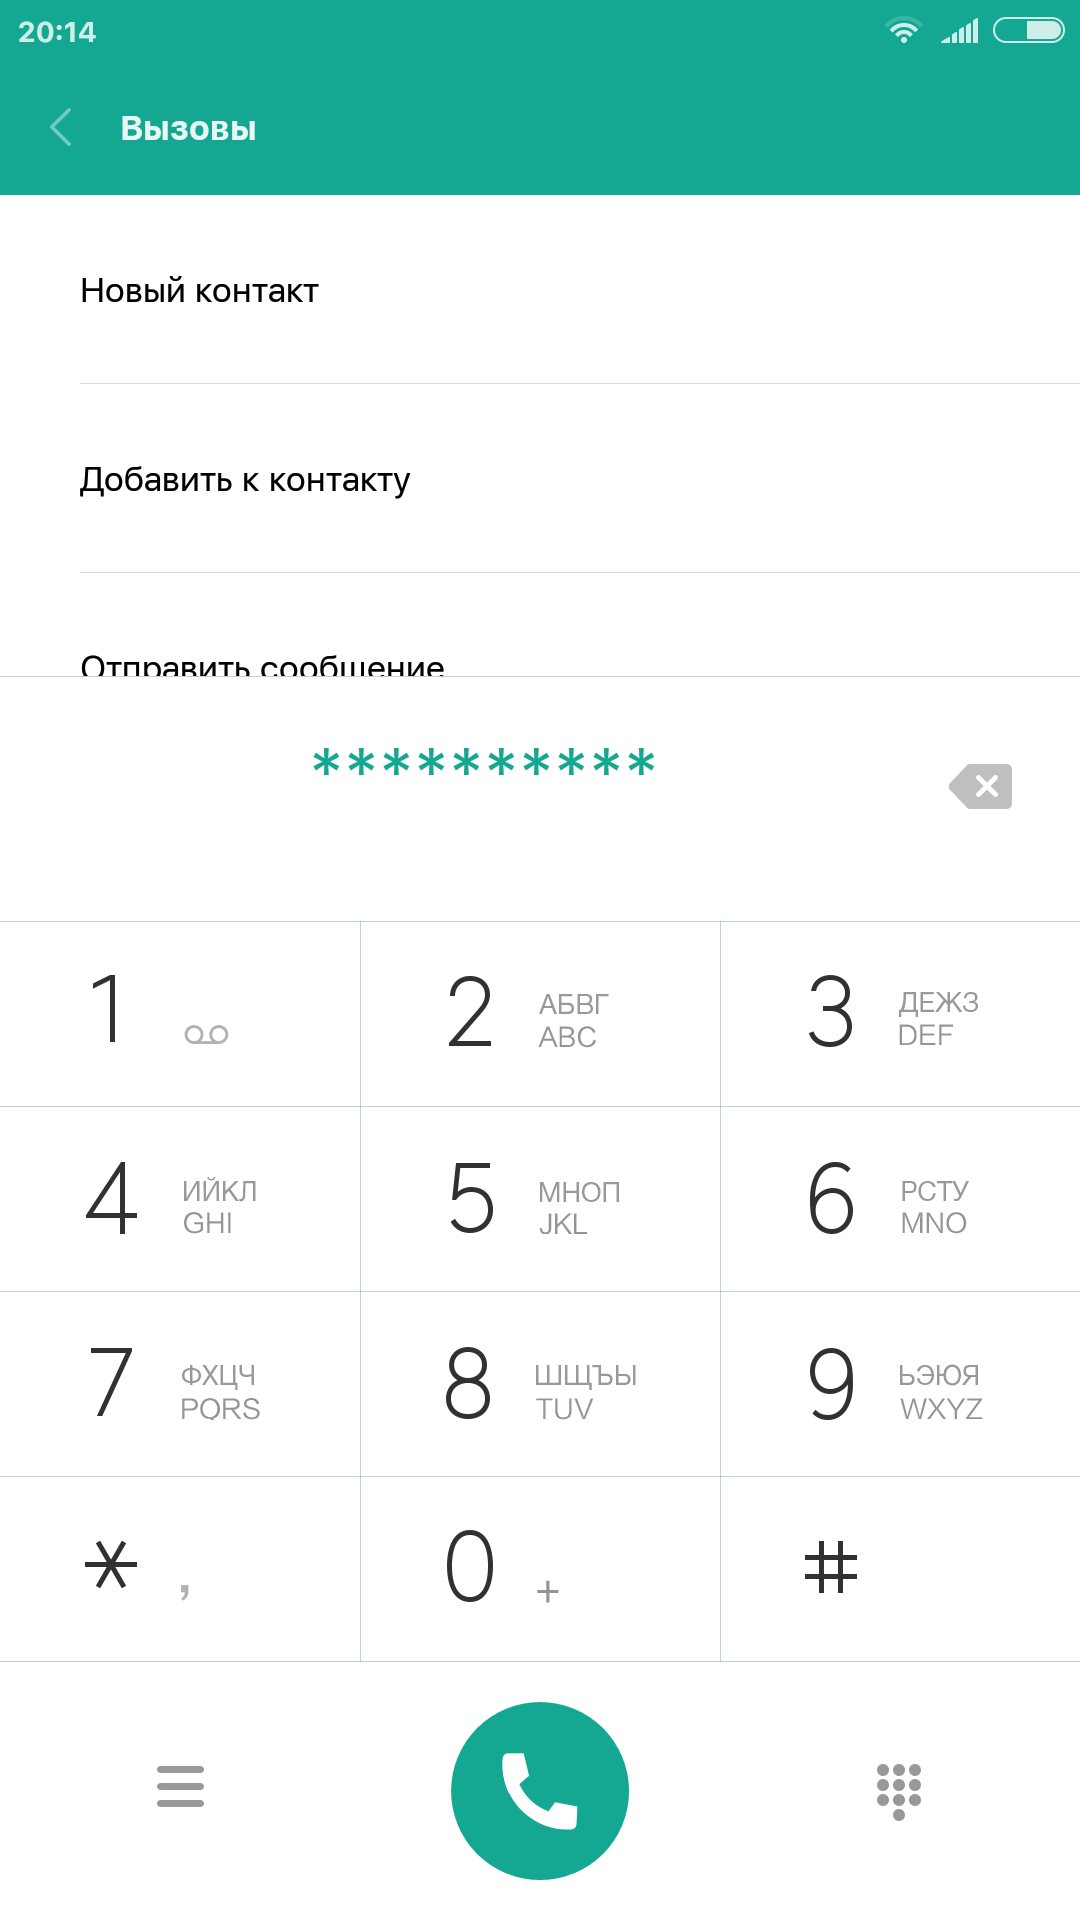 20:14
Вызовы
Новый контакт
Добавить к контакту
Отправить сообщение
**********
1
2 АБВГ
ABC
3 ДЕЖЗ
DEF
4 ИЙКЛ
GHI
5 МНОП
JKL
6 РСТУ
MNO
7 ФХЦЧ
PQRS
8 ШЩЪЫ
TUV
9 ЬЭЮЯ
WXYZ
* ,
0 +
#